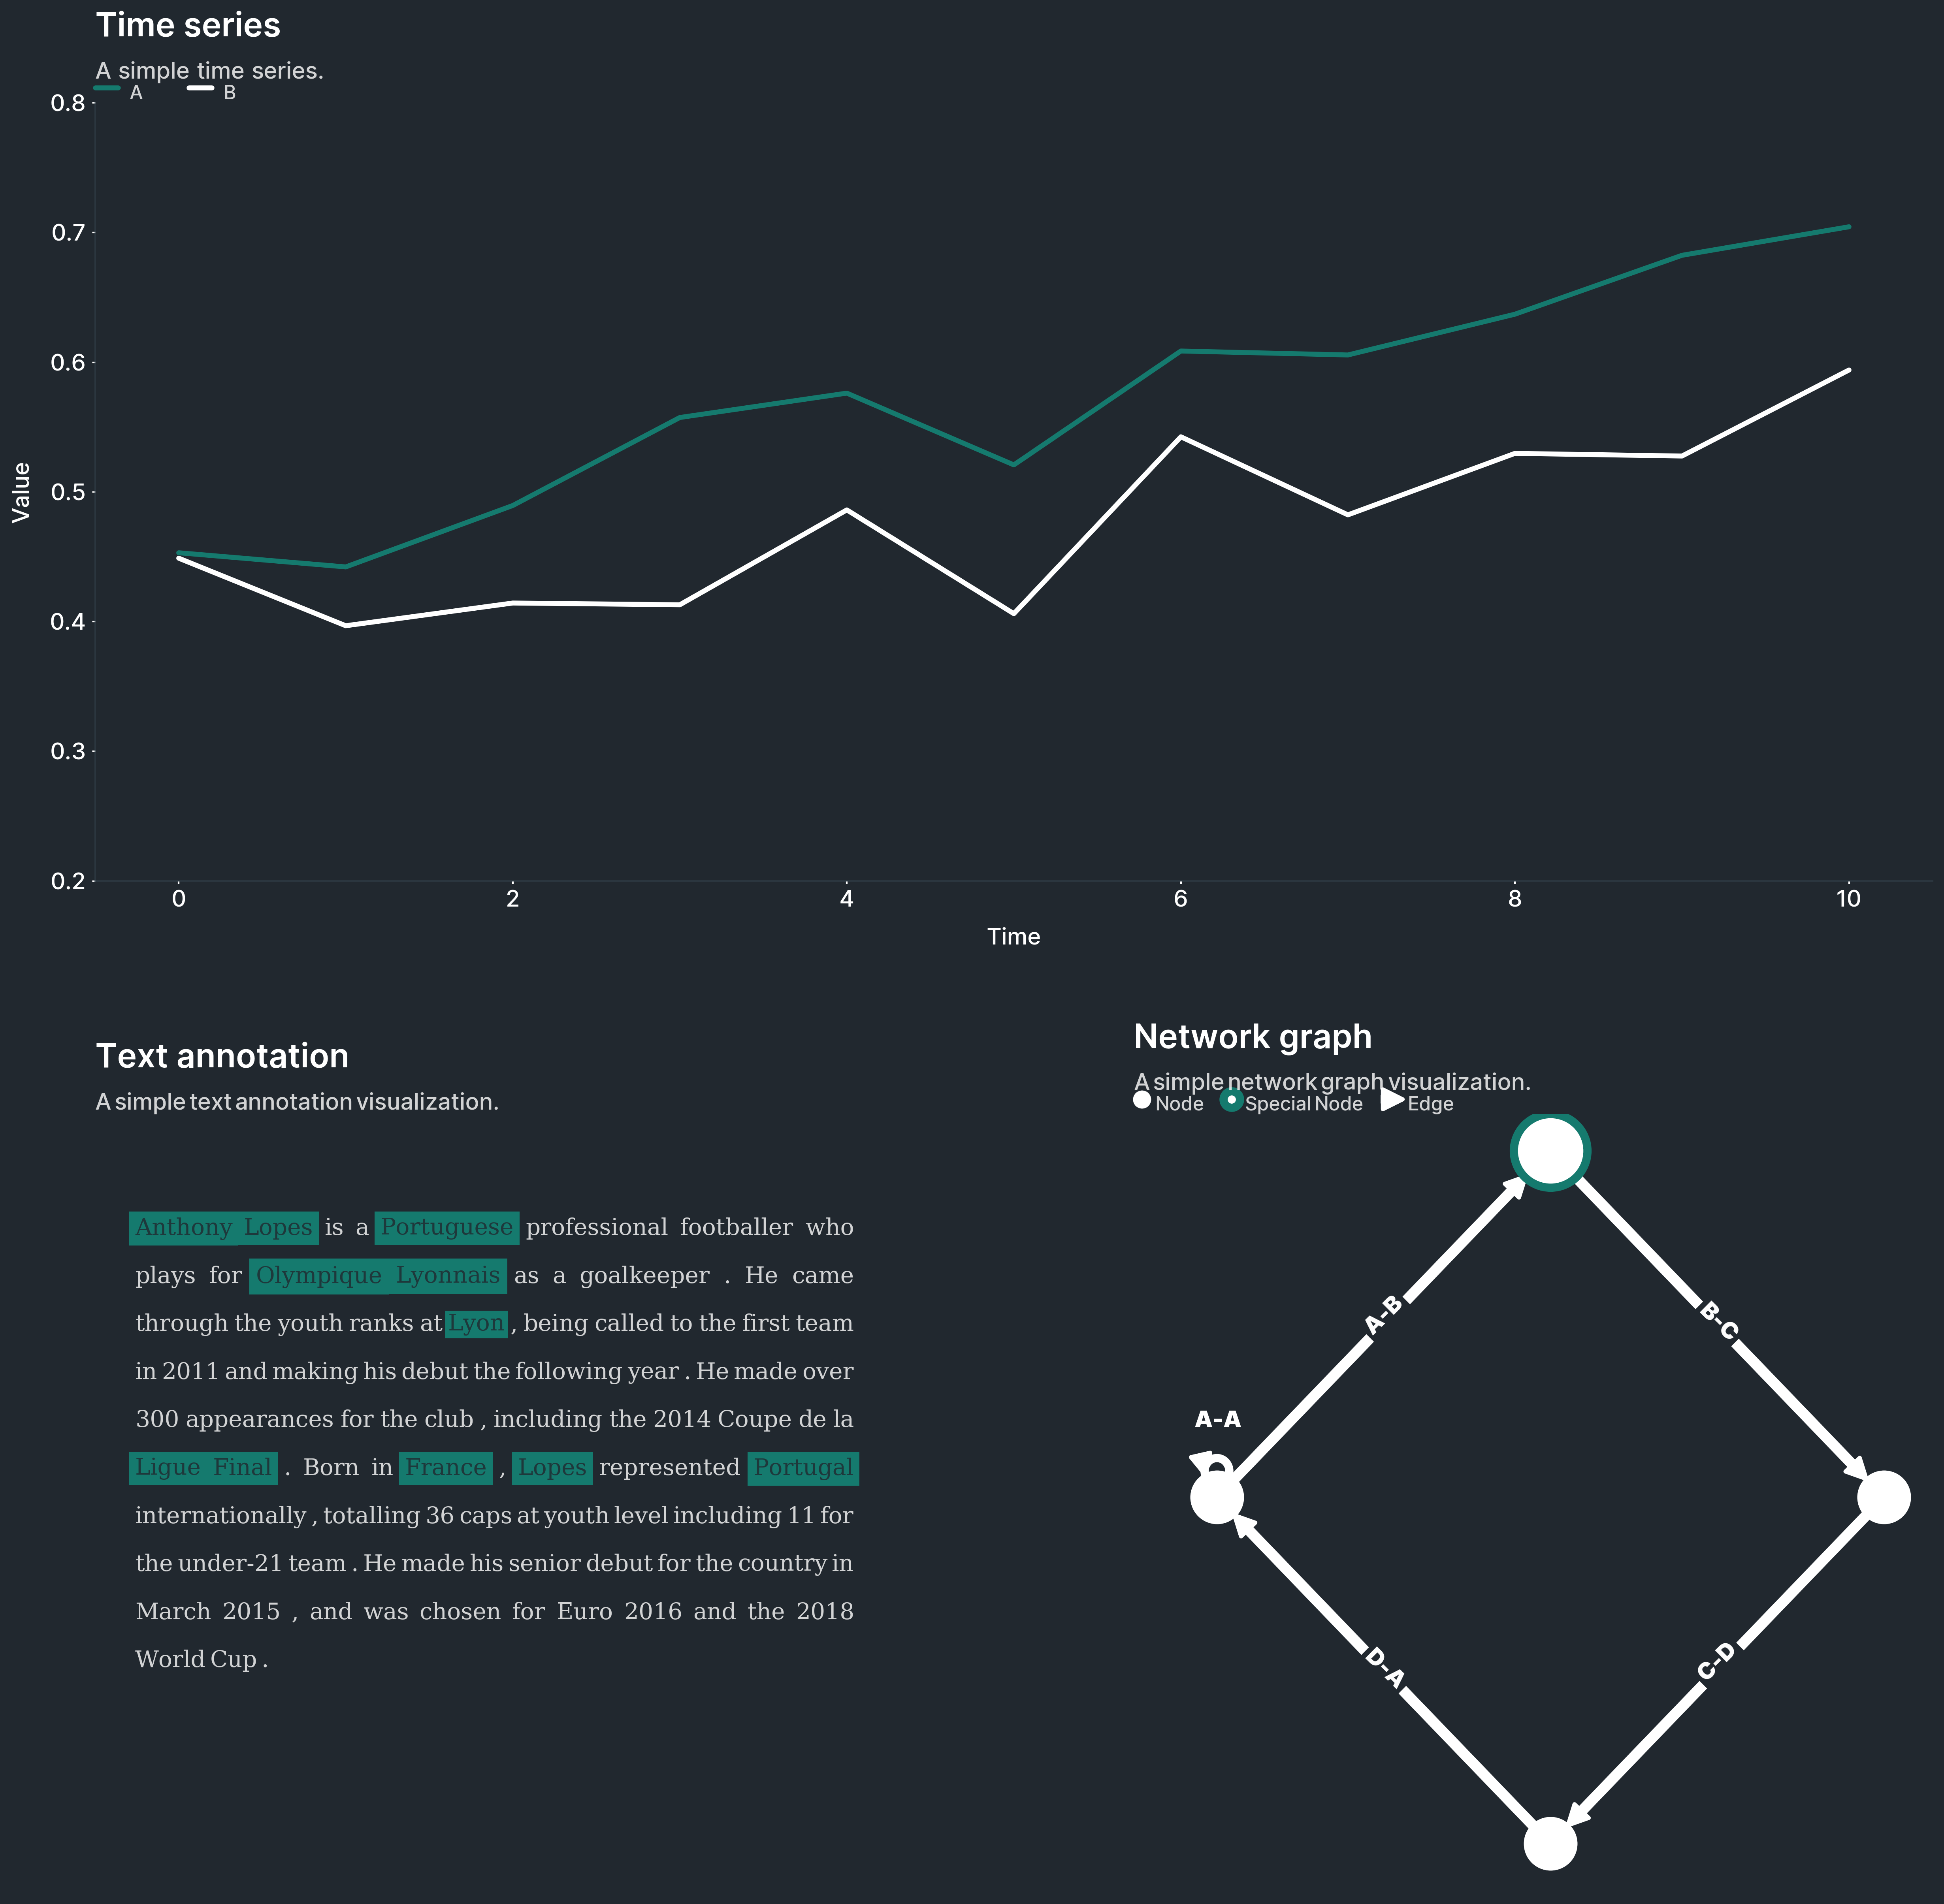 Time series
A simple time series.
A B
0.8
0.7
0.6
0.5
0.4
0.3
0.2
Value
0 2 4 6 8 10
Time
Text annotation
A simple text annotation visualization.
Anthony Lopes is a Portuguese professional footballer who
plays for Olympique Lyonnais as a goalkeeper . He came
through the youth ranks at Lyon , being called to the first team
in 2011 and making his debut the following year . He made over
300 appearances for the club , including the 2014 Coupe de la
Ligue Final . Born in France , Lopes represented Portugal
internationally , totalling 36 caps at youth level including 11 for
the under-21 team . He made his senior debut for the country in
March 2015 , and was chosen for Euro 2016 and the 2018
World Cup .
Network graph
A simple network graph visualization.
Node Special Node Edge
A-B
B-C
A-A
D-A
C-D